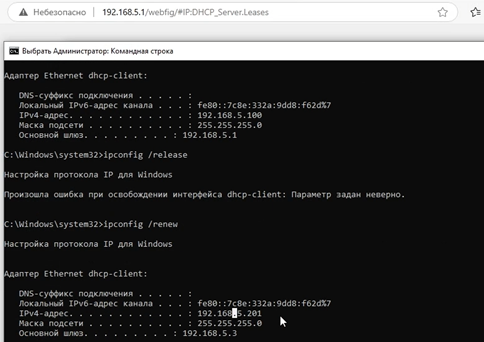 Небезопасно 192.168.5.1/webfig/#IP:DHCP_Server.Leases
Выбрать Администратор: Командная строка
Адаптер Ethernet dhcp-client:
DNS-суффикс подключения . . . . . :
Локальный IPv6-адрес канала . . . : fe80::7c8e:332a:9dd8:f62d%7
IPv4-адрес. . . . . . . . . . . . : 192.168.5.100
Маска подсети . . . . . . . . . . : 255.255.255.0
Основной шлюз. . . . . . . . . : 192.168.5.1
C:\Windows\system32>ipconfig /release
Настройка протокола IP для Windows
Произошла ошибка при освобождении интерфейса dhcp-client: Параметр задан неверно.
C:\Windows\system32>ipconfig /renew
Настройка протокола IP для Windows
Адаптер Ethernet dhcp-client:
DNS-суффикс подключения . . . . . :
Локальный IPv6-адрес канала . . . : fe80::7c8e:332a:9dd8:f62d%7
IPv4-адрес. . . . . . . . . . . . : 192.168.5.201
Маска подсети . . . . . . . . . . : 255.255.255.0
Основной шлюз. . . . . . . . . : 192.168.5.3